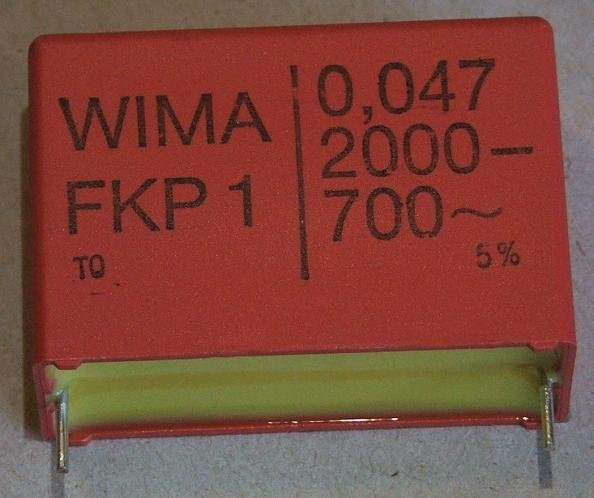 WIMA
FKP 1
TO
0,047
2000–
700~
5%